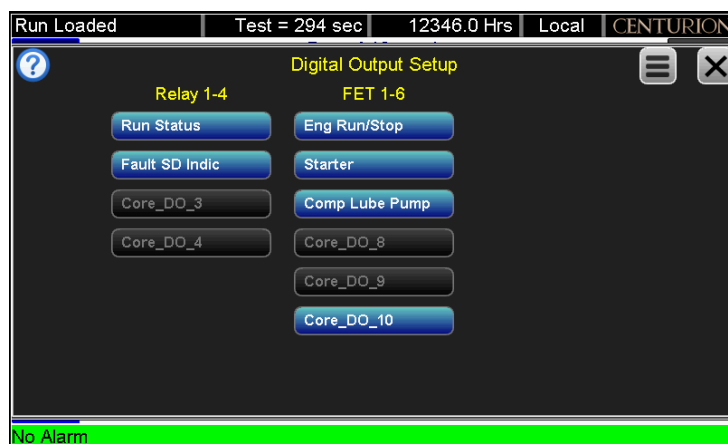 Run Loaded Test = 294 sec 12346.0 Hrs Local CENTURION
? Digital Output Setup
Relay 1-4 FET 1-6
Run Status Eng Run/Stop
Fault SD Indic Starter
Core_DO_3 Comp Lube Pump
Core_DO_4 Core_DO_8
Core_DO_9
Core_DO_10
No Alarm